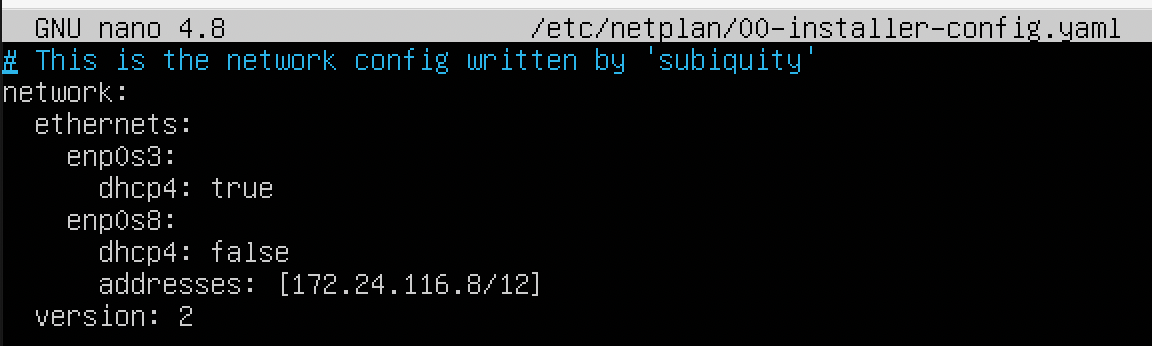 GNU nano 4.8 /etc/netplan/00-installer-config.yaml
# This is the network config written by 'subiquity'
network:
  ethernets:
    enp0s3:
      dhcp4: true
    enp0s8:
      dhcp4: false
      addresses: [172.24.116.8/12]
  version: 2